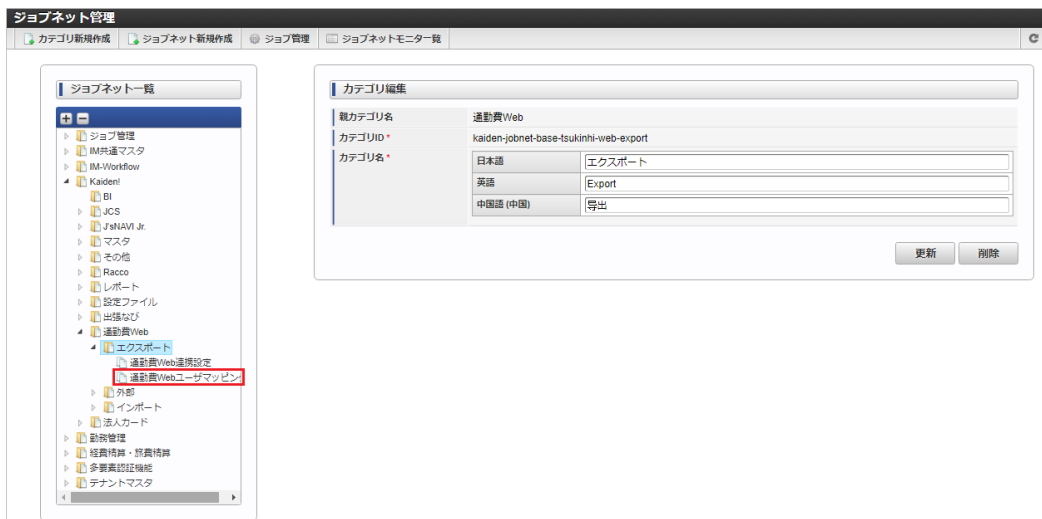 ジョブネット管理
カテゴリ新規作成 ジョブネット新規作成 ジョブ管理 ジョブネットモニタ一覧
ジョブネット一覧
ジョブ管理
IM共通マスタ
IM-Workflow
Kaiden!
BI
JCS
J'sNAVI Jr.
マスタ
その他
Racco
レポート
設定ファイル
出張なび
通勤費Web
エクスポート
通勤費Web連携設定
通勤費Webユーザマッピン
外部
インポート
法人カード
勤務管理
経費精算・旅費精算
多要素認証機能
テナントマスタ
カテゴリ編集
親カテゴリ名 通勤費Web
カテゴリID * kaiden-jobnet-base-tsukinhi-web-export
カテゴリ名 * 日本語 エクスポート
英語 Export
中国語 (中国) 导出
更新 削除